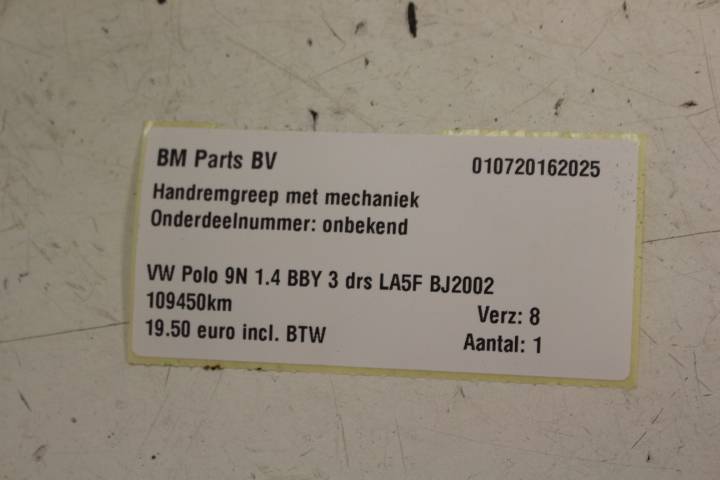 BM Parts BV 010720162025
Handremgreep met mechaniek
Onderdeelnummer: onbekend
VW Polo 9N 1.4 BBY 3 drs LA5F BJ2002
109450km Verz: 8
19.50 euro incl. BTW Aantal: 1